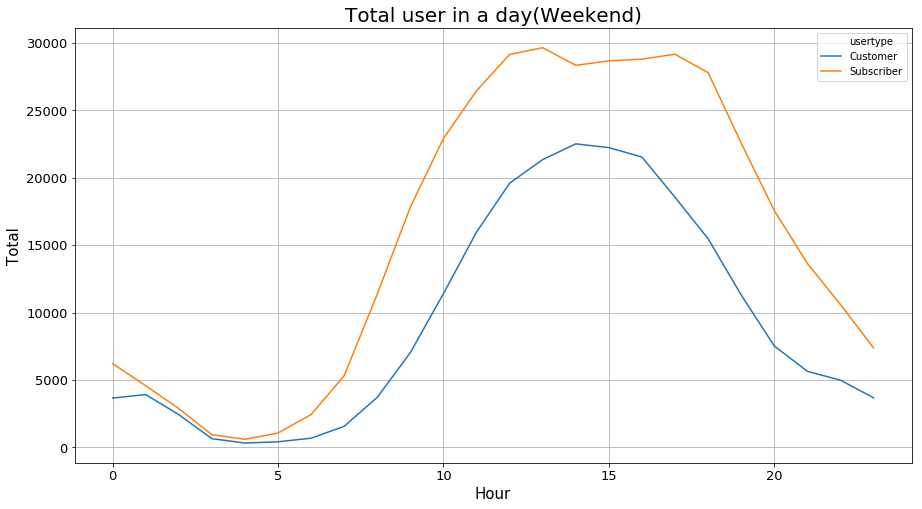 Total user in a day(Weekend)
usertype
Customer
Subscriber
30000
25000
20000
15000
10000
5000
0
Total
0 5 10 15 20
Hour